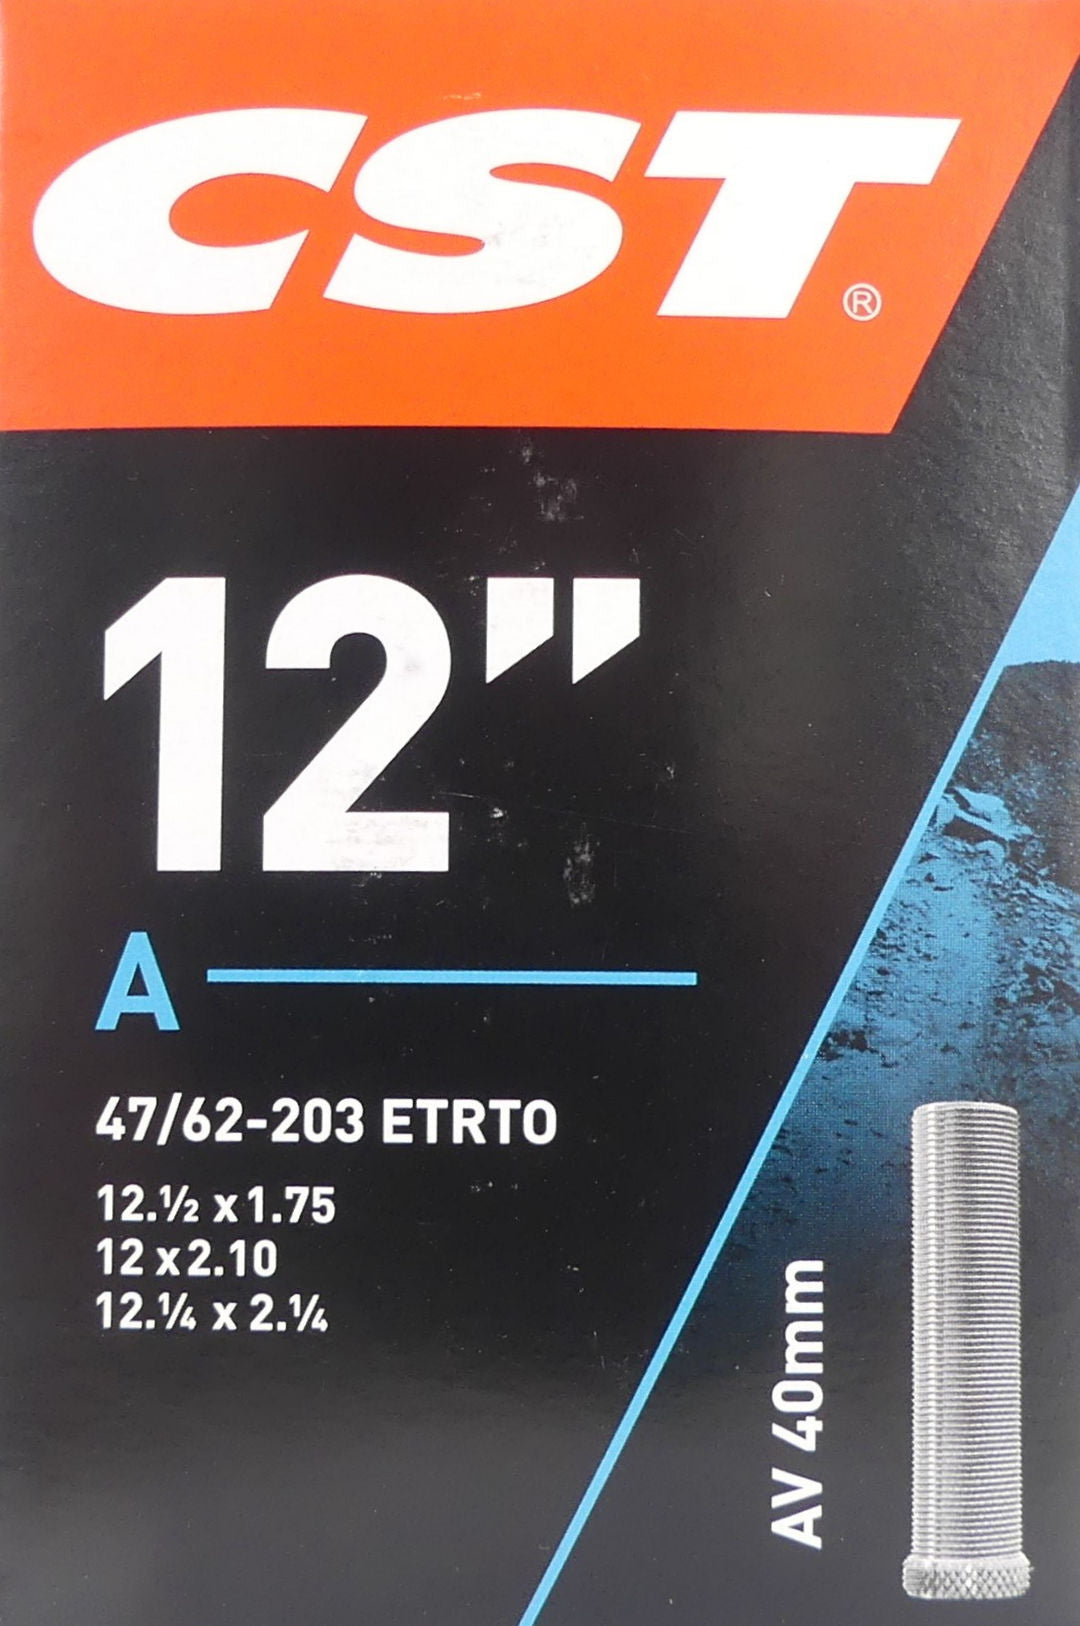 CST®
12"
A
47/62-203 ETRTO
12.½ x 1.75
12 x 2.10
12.¼ x 2.¼
AV 40mm